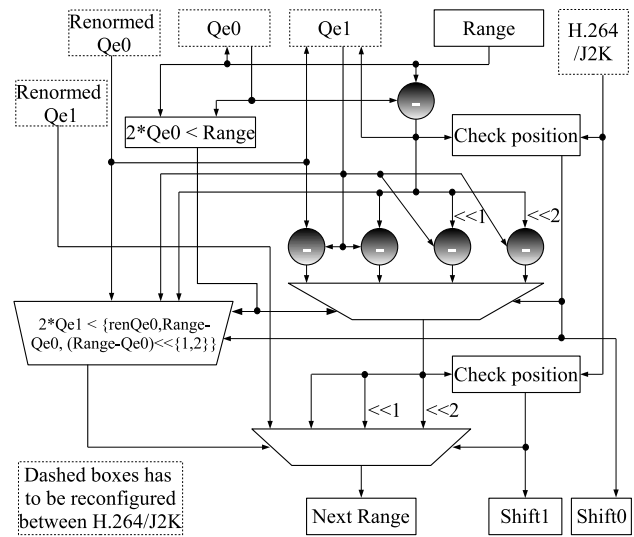 Renormed
Qe0
Qe0
Qe1
Range
H.264
/J2K
Renormed
Qe1
-
2*Qe0 < Range
Check position
<<1
<<2
-
-
-
-
2*Qe1 < {renQe0,Range-
Qe0, (Range-Qe0)<<{1,2}}
Check position
<<1
<<2
Dashed boxes has
to be reconfigured
between H.264/J2K
Next Range
Shift1
Shift0